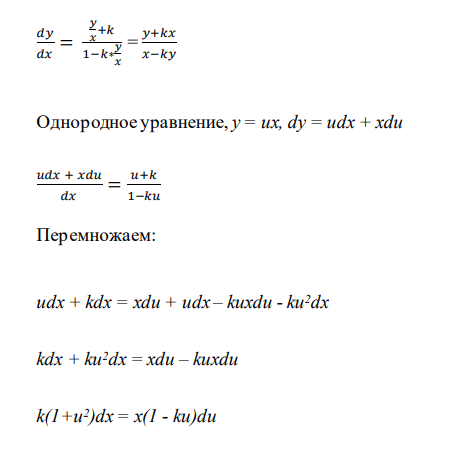 dy/dx = (y/x+k)/(1−k*y/x) = (y+kx)/(x−ky)
Однородное уравнение, y = ux, dy = udx + xdu
(udx + xdu)/dx = (u+k)/(1−ku)
Перемножаем:
udx + kdx = xdu + udx – kuxdu - ku²dx
kdx + ku²dx = xdu – kuxdu
k(1+u²)dx = x(1 - ku)du